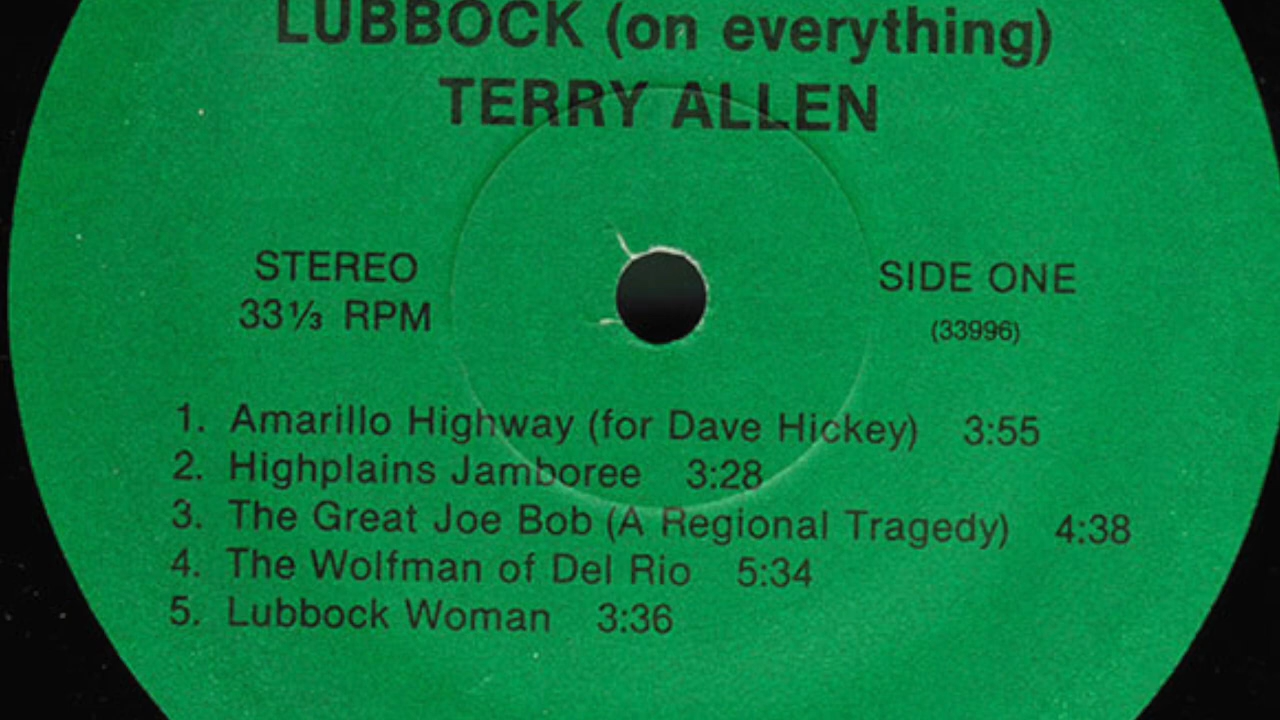 LUBBOCK (on everything)
TERRY ALLEN
STEREO
33⅓ RPM
SIDE ONE
(33996)
1. Amarillo Highway (for Dave Hickey) 3:55
2. Highplains Jamboree 3:28
3. The Great Joe Bob (A Regional Tragedy) 4:38
4. The Wolfman of Del Rio 5:34
5. Lubbock Woman 3:36